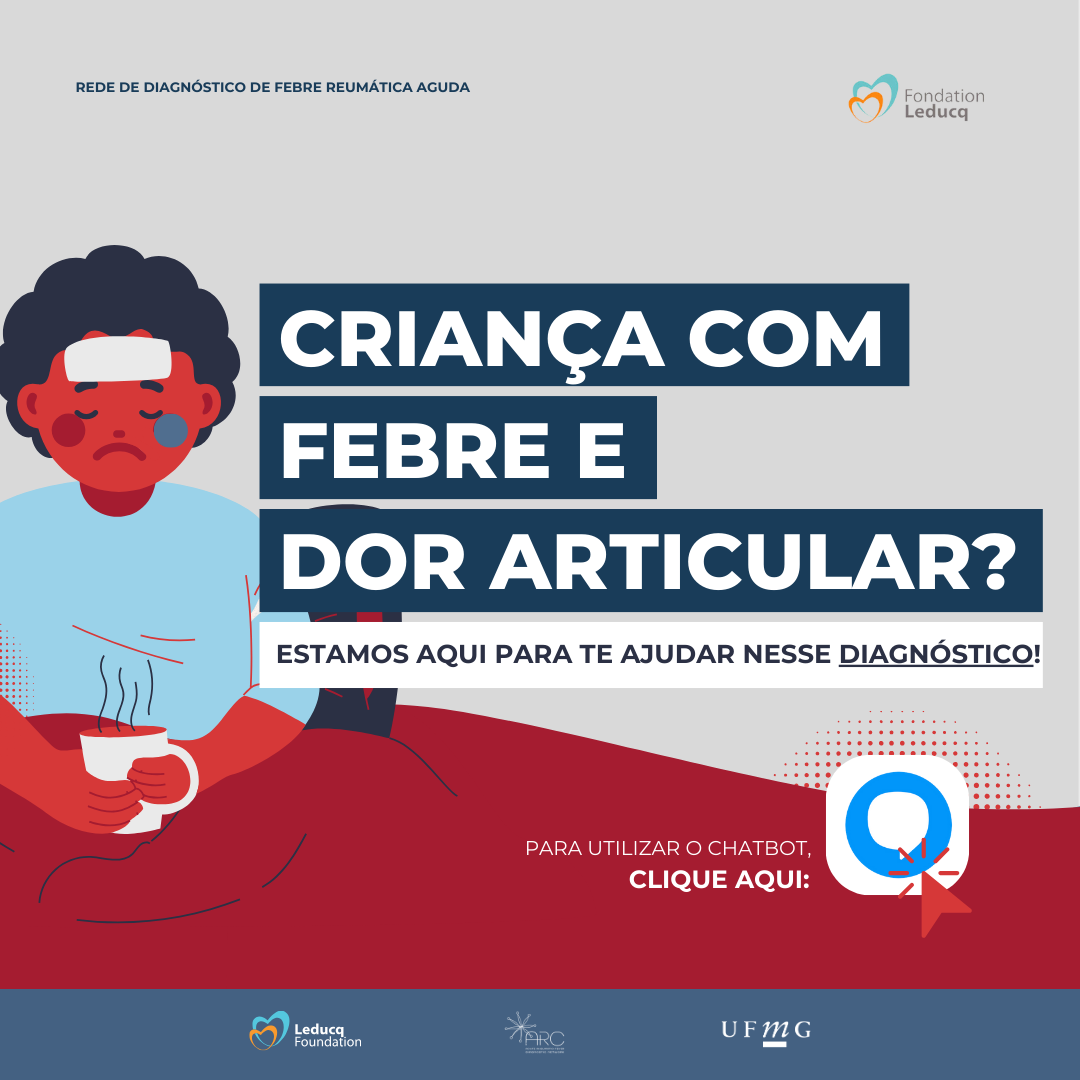 REDE DE DIAGNÓSTICO DE FEBRE REUMÁTICA AGUDA
Fondation
Leducq
CRIANÇA COM
FEBRE E
DOR ARTICULAR?
ESTAMOS AQUI PARA TE AJUDAR NESSE DIAGNÓSTICO!
PARA UTILIZAR O CHATBOT,
CLIQUE AQUI:
Leducq
Foundation
ARC
UFmG